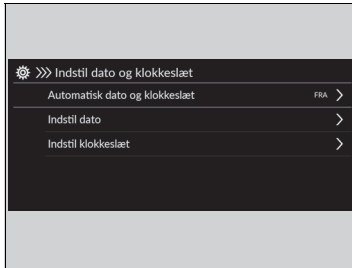 Indstil dato og klokkeslæt
Automatisk dato og klokkeslæt FRA
Indstil dato
Indstil klokkeslæt